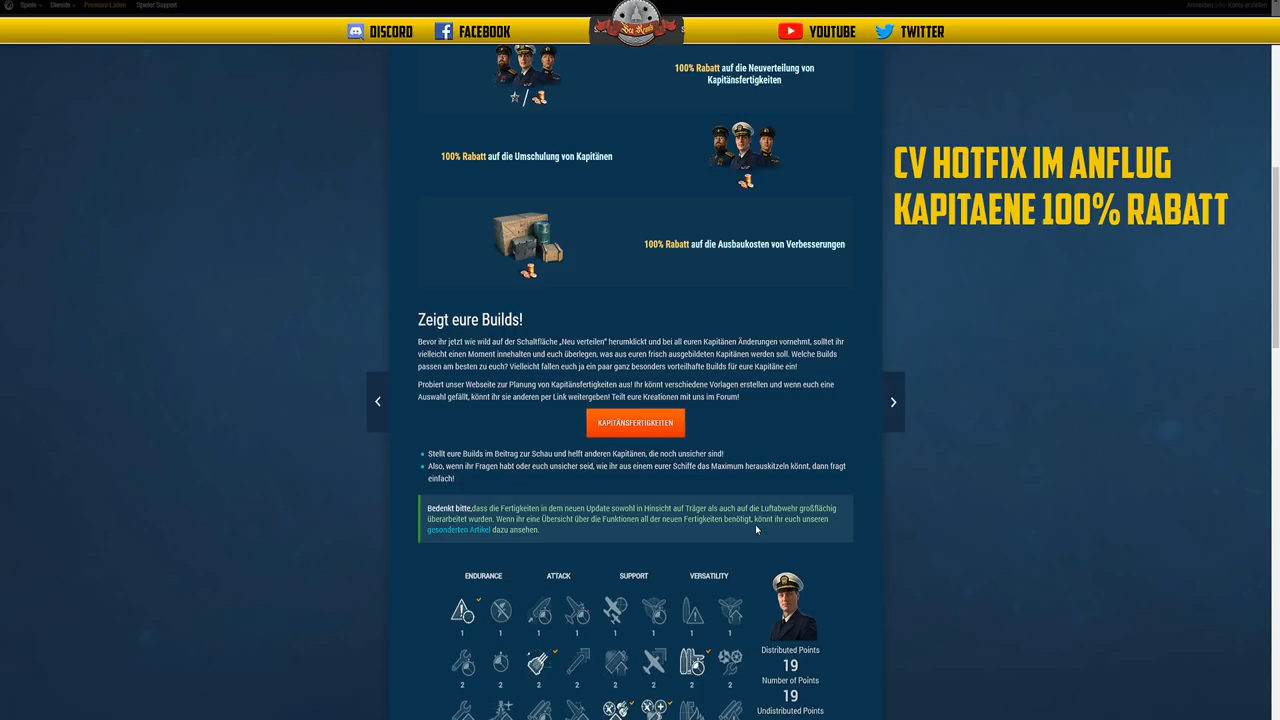 Spiele
Dienste
Premium-Laden
Spieler Support
Anmelden oder Konto erstellen
DISCORD
FACEBOOK
YOUTUBE
TWITTER
100% Rabatt auf die Neuverteilung von
Kapitänsfertigkeiten
/
100% Rabatt auf die Umschulung von Kapitänen
CV HOTFIX IM ANFLUG
KAPITAENE 100% RABATT
100% Rabatt auf die Ausbaukosten von Verbesserungen
Zeigt eure Builds!
Bevor ihr jetzt wie wild auf der Schaltfläche „Neu verteilen“ herumklickt und bei all euren Kapitänen Änderungen vornehmt, solltet ihr
vielleicht einen Moment innehalten und euch überlegen, was aus euren frisch ausgebildeten Kapitänen werden soll. Welche Builds
passen am besten zu euch? Vielleicht fallen euch ja ein paar ganz besonders vorteilhafte Builds für eure Kapitäne ein!
Probiert unser Webseite zur Planung von Kapitänsfertigkeiten aus! Ihr könnt verschiedene Vorlagen erstellen und wenn euch eine
Auswahl gefällt, könnt ihr sie anderen per Link weitergeben! Teilt eure Kreationen mit uns im Forum!
KAPITÄNSFERTIGKEITEN
Stellt eure Builds im Beitrag zur Schau und helft anderen Kapitänen, die noch unsicher sind!
Also, wenn ihr Fragen habt oder euch unsicher seid, wie ihr aus einem eurer Schiffe das Maximum herauskitzeln könnt, dann fragt
einfach!
Bedenkt bitte,dass die Fertigkeiten in dem neuen Update sowohl in Hinsicht auf Träger als auch auf die Luftabwehr großflächig
überarbeitet wurden. Wenn ihr eine Übersicht über die Funktionen all der neuen Fertigkeiten benötigt, könnt ihr euch unseren
gesonderten Artikel dazu ansehen.
ENDURANCE ATTACK SUPPORT VERSATILITY
1 1 1 1 1 1 1 1
2 2 2 2 2 2 2 2
Distributed Points
19
Number of Points
19
Undistributed Points